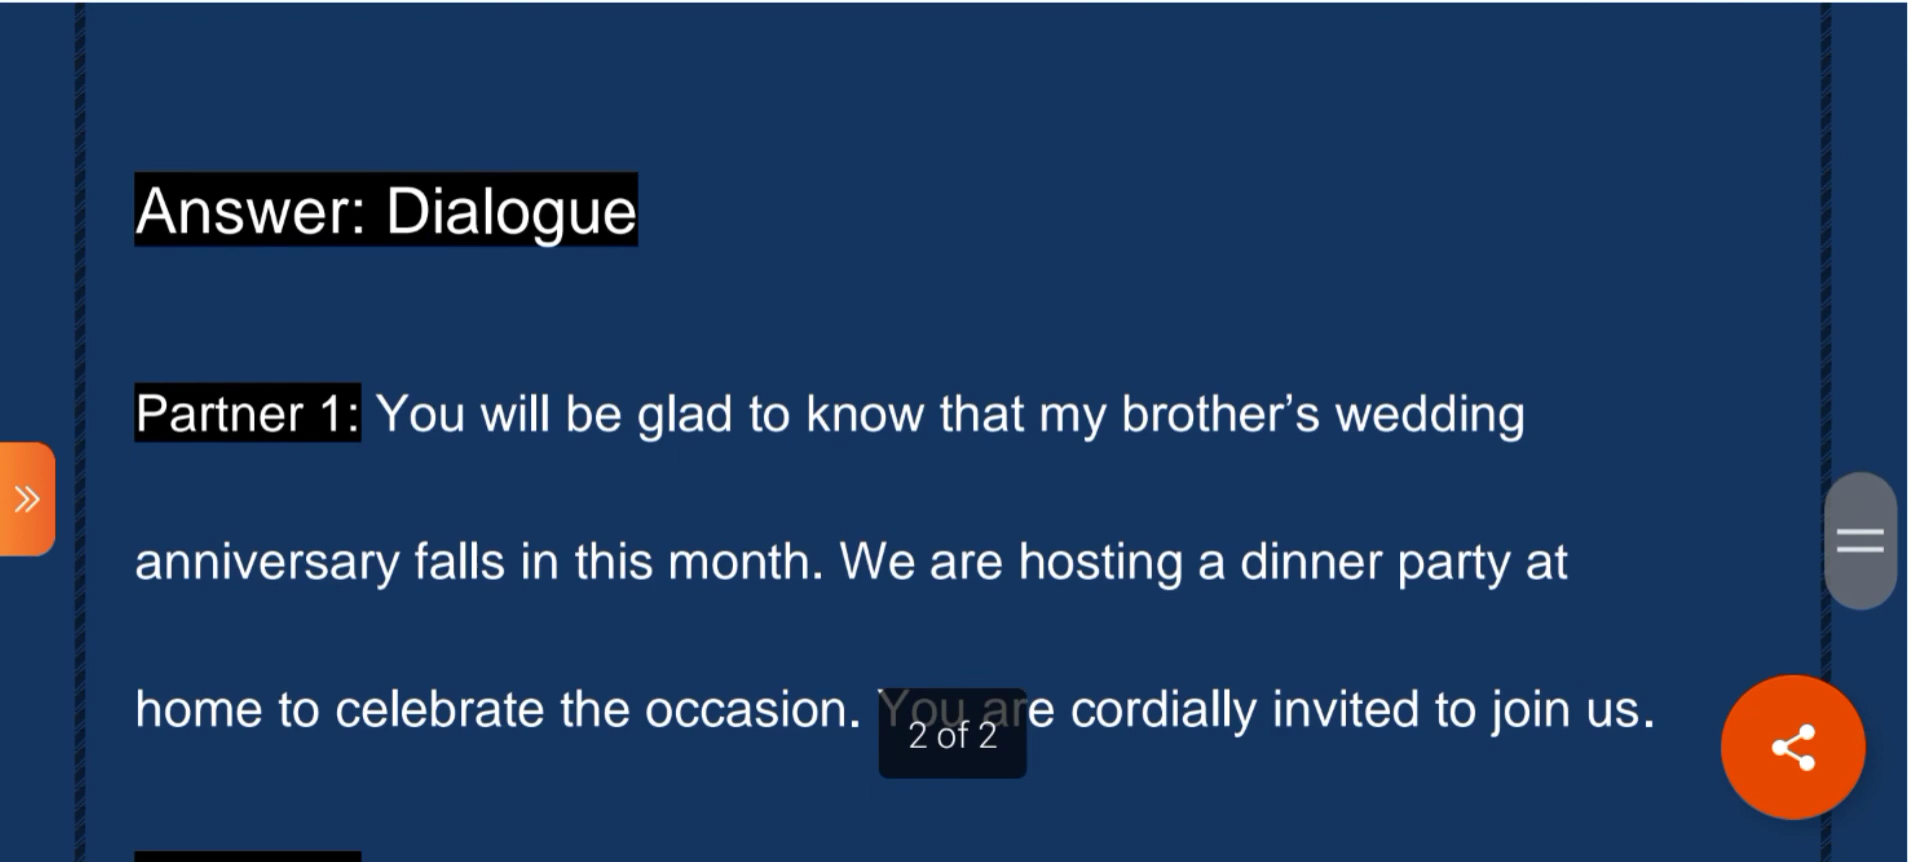 Answer: Dialogue
Partner 1: You will be glad to know that my brother’s wedding
anniversary falls in this month. We are hosting a dinner party at
home to celebrate the occasion. You are cordially invited to join us.
2 of 2